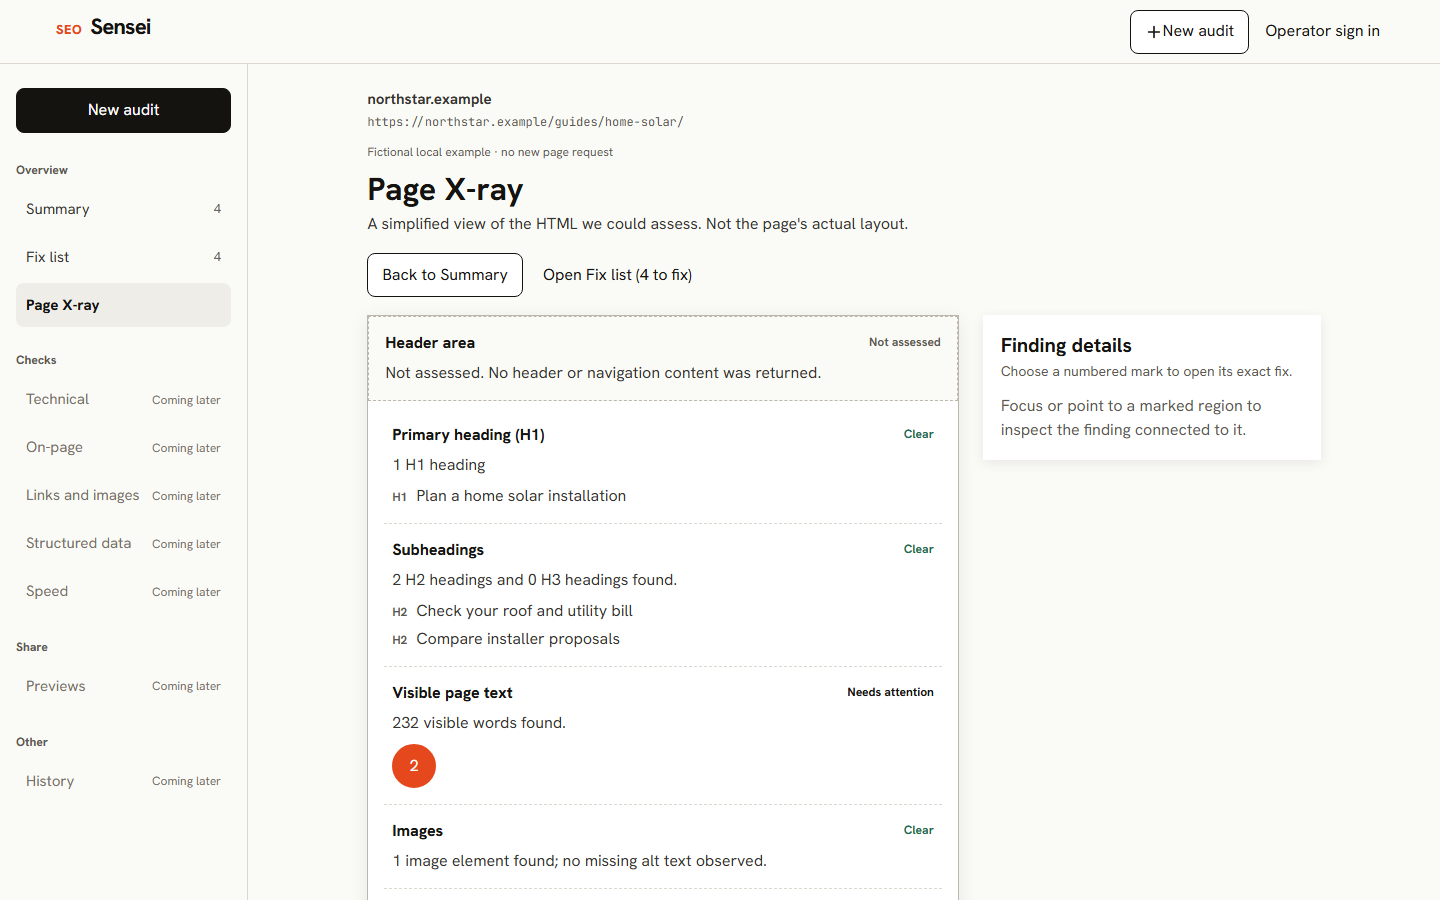 SEO Sensei
New audit
Operator sign in
New audit
Overview
Summary 4
Fix list 4
Page X-ray
Checks
Technical Coming later
On-page Coming later
Links and images Coming later
Structured data Coming later
Speed Coming later
Share
Previews Coming later
Other
History Coming later
northstar.example
https://northstar.example/guides/home-solar/
Fictional local example · no new page request
Page X-ray
A simplified view of the HTML we could assess. Not the page's actual layout.
Back to Summary
Open Fix list (4 to fix)
Header area Not assessed
Not assessed. No header or navigation content was returned.
Primary heading (H1) Clear
1 H1 heading
H1 Plan a home solar installation
Subheadings Clear
2 H2 headings and 0 H3 headings found.
H2 Check your roof and utility bill
H2 Compare installer proposals
Visible page text Needs attention
232 visible words found.
2
Images Clear
1 image element found; no missing alt text observed.
Finding details
Choose a numbered mark to open its exact fix.
Focus or point to a marked region to
inspect the finding connected to it.